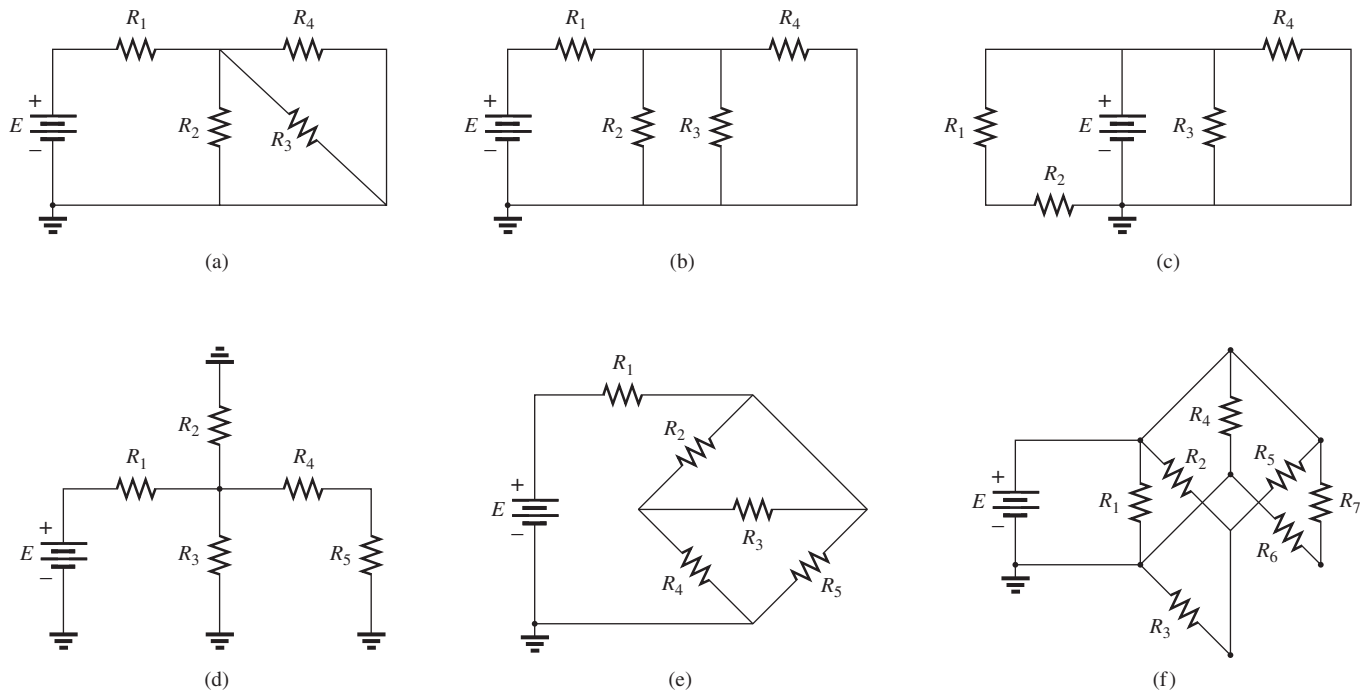 R1 R4
+
E
−
R2
R3
(a)
R1 R4
+
E
−
R2 R3
(b)
R4
R1
+
E
−
R3
R2
(c)
R2
R1 R4
+
E
−
R3 R5
(d)
R1
R2
+
E
−
R3
R4 R5
(e)
R4
R2 R5
+
E
−
R1 R7
R6
R3
(f)